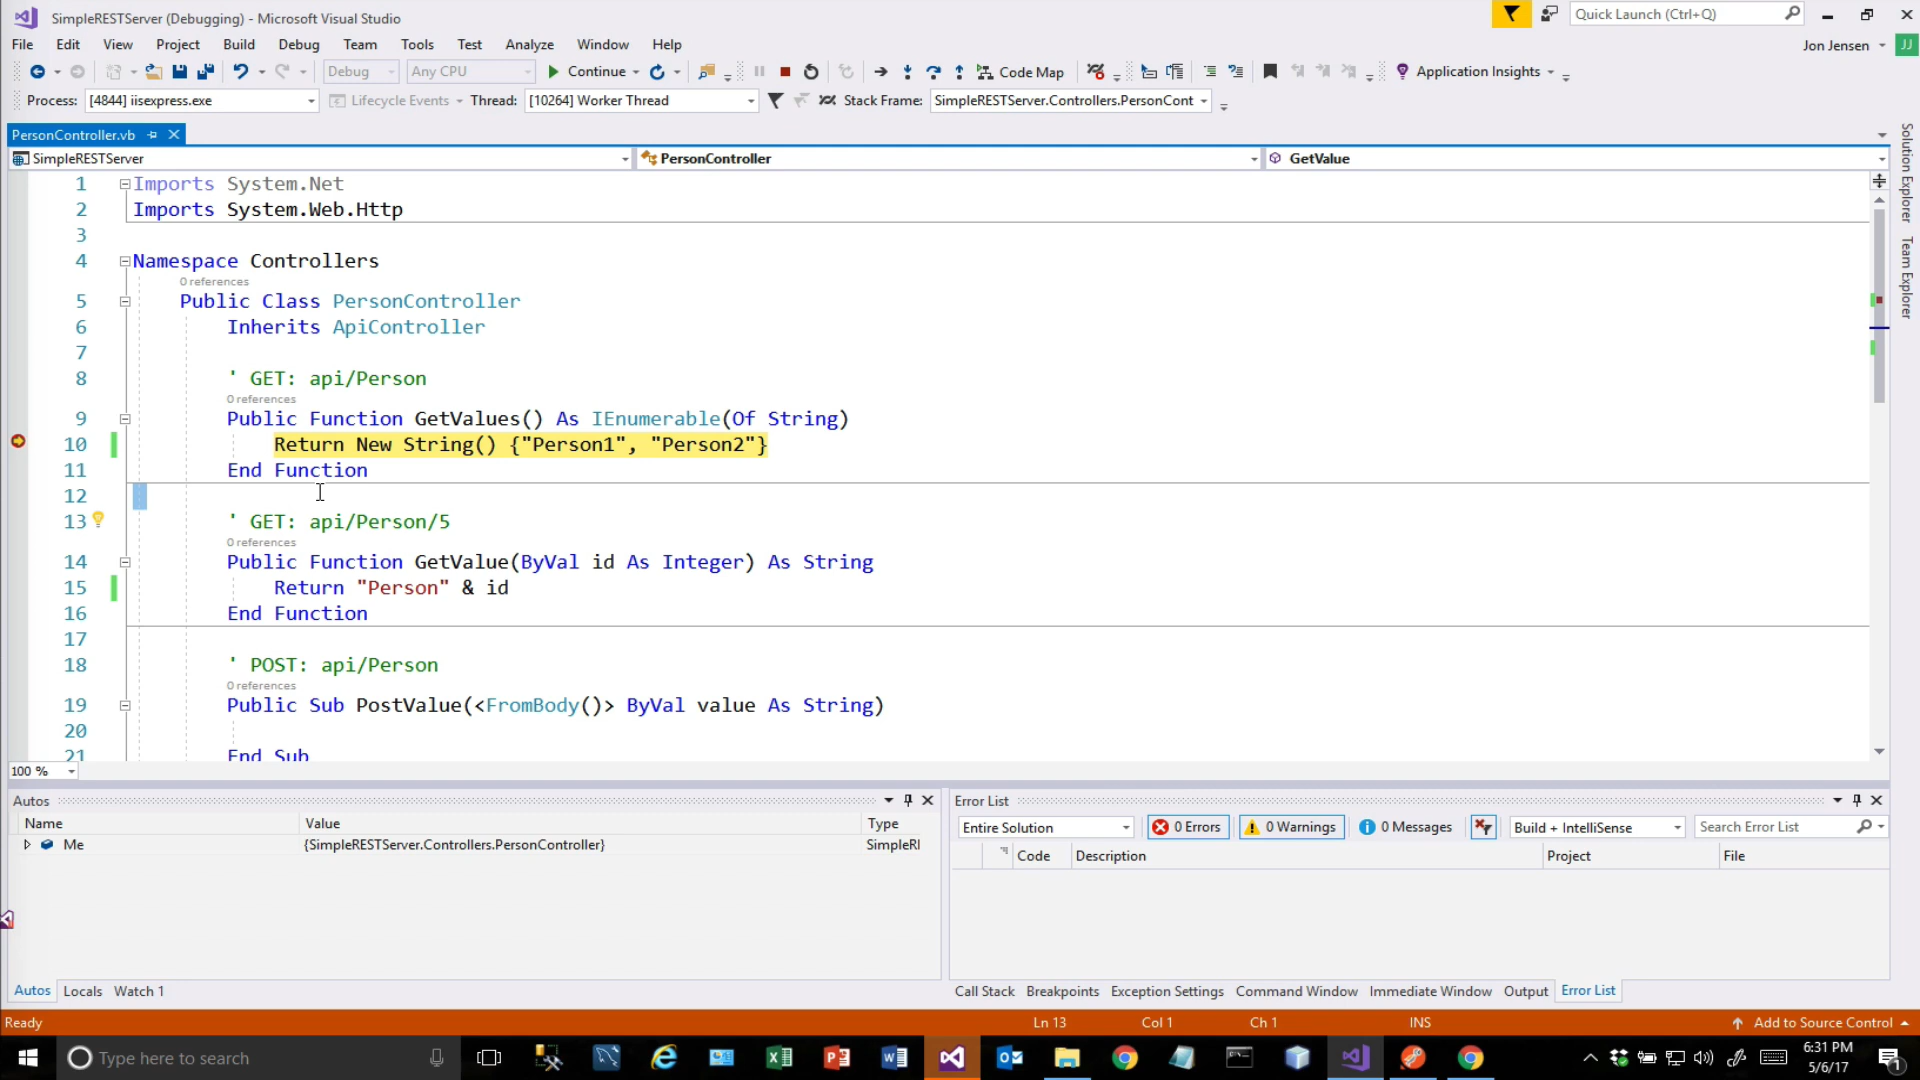 SimpleRESTServer (Debugging) - Microsoft Visual Studio
Quick Launch (Ctrl+Q)
File Edit View Project Build Debug Team Tools Test Analyze Window Help
Jon Jensen JJ
Debug Any CPU Continue Code Map Application Insights
Process: [4844] iisexpress.exe Lifecycle Events Thread: [10264] Worker Thread Stack Frame: SimpleRESTServer.Controllers.PersonCont
PersonController.vb
SimpleRESTServer PersonController GetValue
1 Imports System.Net
2 Imports System.Web.Http
3
4 Namespace Controllers
0 references
5 Public Class PersonController
6 Inherits ApiController
7
8 ' GET: api/Person
0 references
9 Public Function GetValues() As IEnumerable(Of String)
10 Return New String() {"Person1", "Person2"}
11 End Function
12
13 ' GET: api/Person/5
0 references
14 Public Function GetValue(ByVal id As Integer) As String
15 Return "Person" & id
16 End Function
17
18 ' POST: api/Person
0 references
19 Public Sub PostValue(<FromBody()> ByVal value As String)
20
21 End Sub
100 %
Solution Explorer
Team Explorer
Autos
Name Value Type
Me {SimpleRESTServer.Controllers.PersonController} SimpleRI
Autos Locals Watch 1
Error List
Entire Solution 0 Errors 0 Warnings 0 Messages Build + IntelliSense Search Error List
Code Description Project File
Call Stack Breakpoints Exception Settings Command Window Immediate Window Output Error List
Ready Ln 13 Col 1 Ch 1 INS Add to Source Control
Type here to search
6:31 PM
5/6/17
1